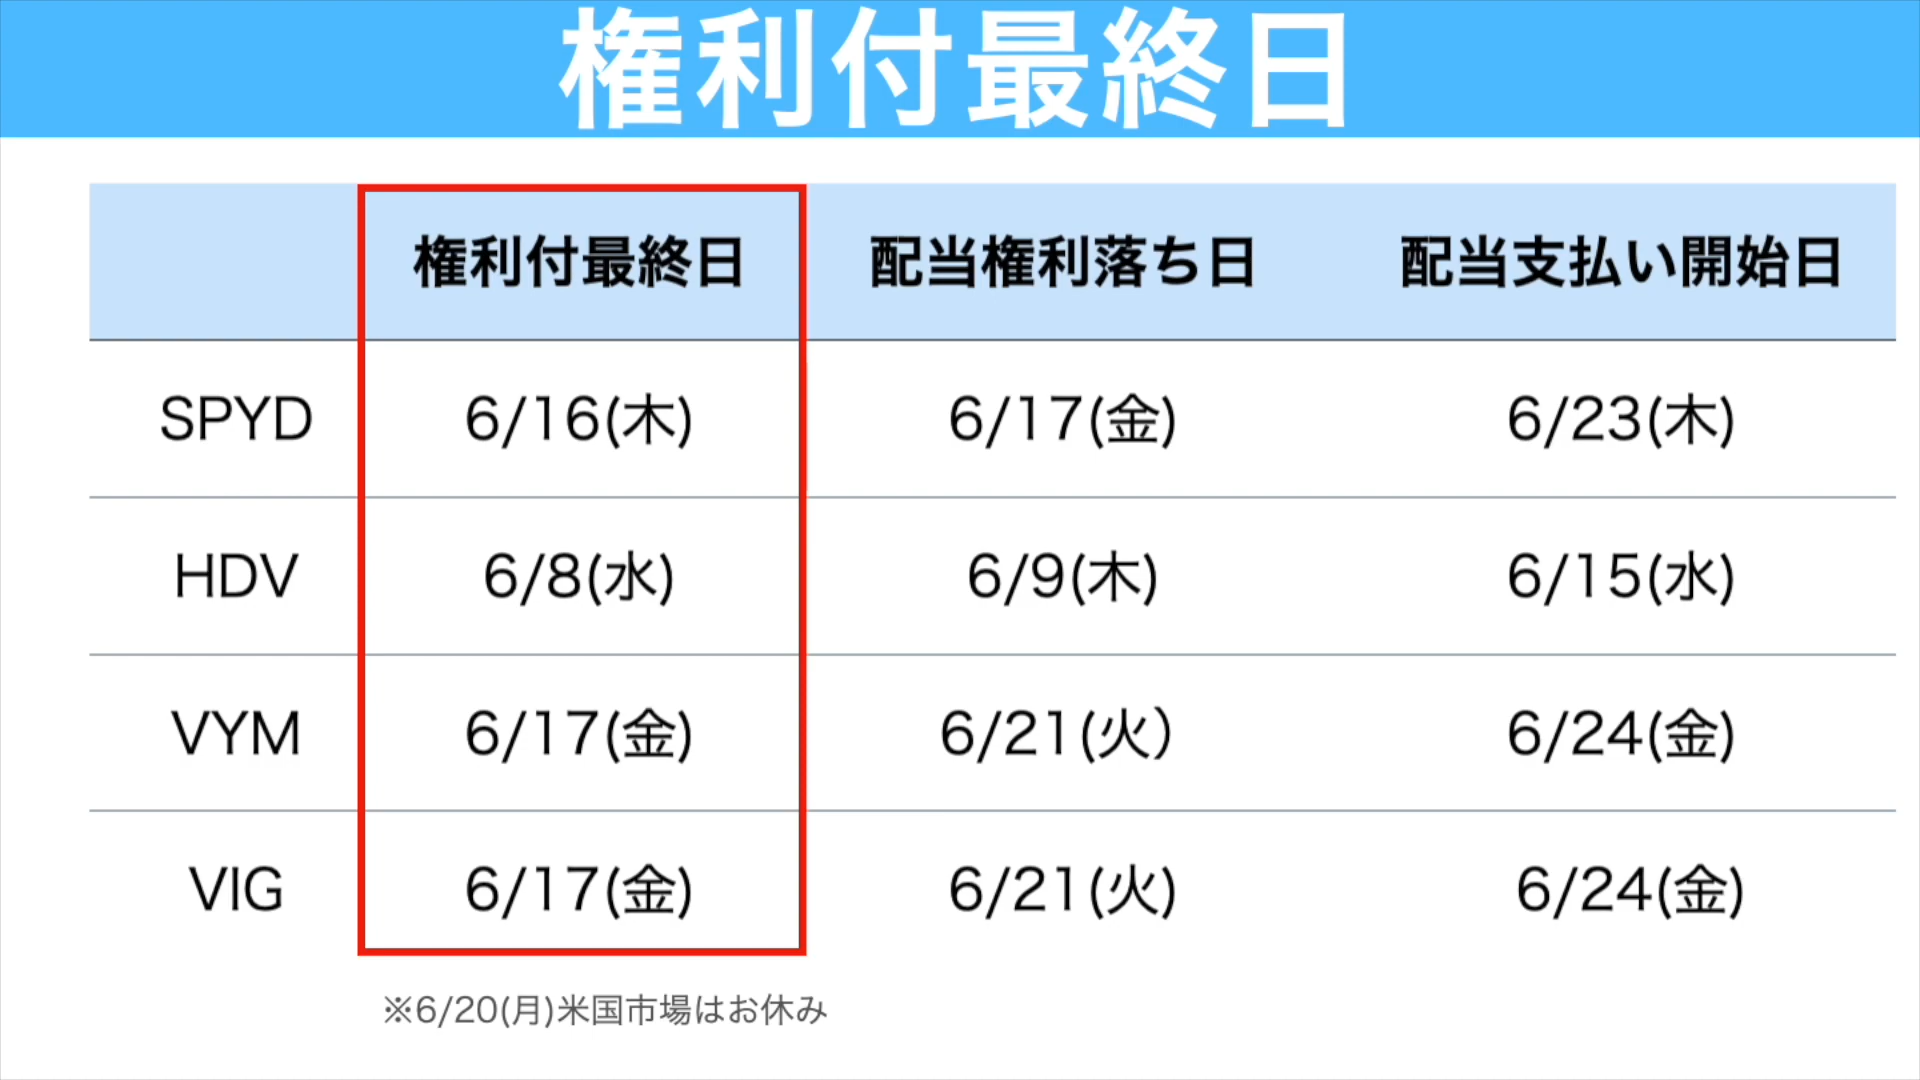 権利付最終日
権利付最終日 配当権利落ち日 配当支払い開始日
SPYD 6/16(木) 6/17(金) 6/23(木)
HDV 6/8(水) 6/9(木) 6/15(水)
VYM 6/17(金) 6/21(火） 6/24(金)
VIG 6/17(金) 6/21(火) 6/24(金)
※6/20(月)米国市場はお休み